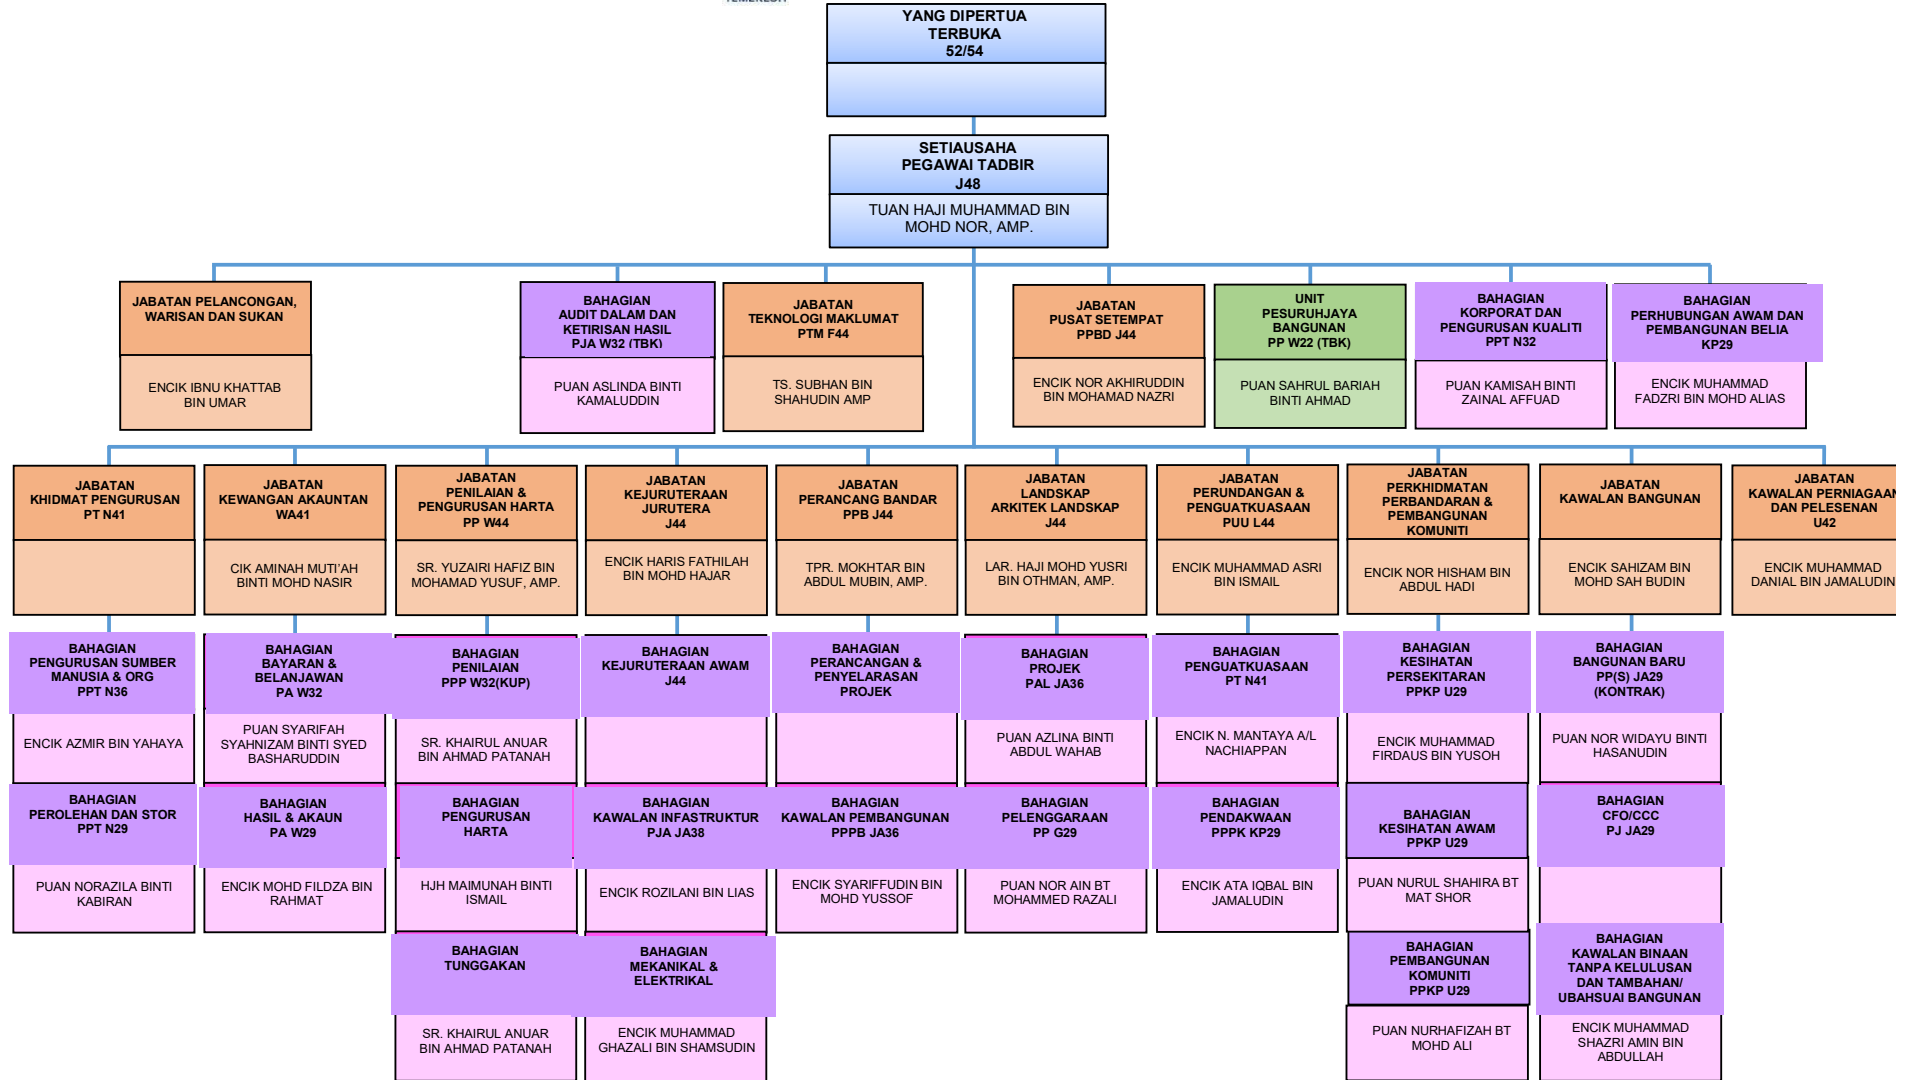 YANG DIPERTUA
TERBUKA
52/54
SETIAUSAHA
PEGAWAI TADBIR
J48
TUAN HAJI MUHAMMAD BIN
MOHD NOR, AMP.
JABATAN PELANCONGAN,
WARISAN DAN SUKAN
ENCIK IBNU KHATTAB
BIN UMAR
BAHAGIAN
AUDIT DALAM DAN
KETIRISAN HASIL
PJA W32 (TBK)
PUAN ASLINDA BINTI
KAMALUDDIN
JABATAN
TEKNOLOGI MAKLUMAT
PTM F44
TS. SUBHAN BIN
SHAHUDIN AMP
JABATAN
PUSAT SETEMPAT
PPBD J44
ENCIK NOR AKHIRUDDIN
BIN MOHAMAD NAZRI
UNIT
PESURUHJAYA
BANGUNAN
PP W22 (TBK)
PUAN SAHRUL BARIAH
BINTI AHMAD
BAHAGIAN
KORPORAT DAN
PENGURUSAN KUALITI
PPT N32
PUAN KAMISAH BINTI
ZAINAL AFFUAD
BAHAGIAN
PERHUBUNGAN AWAM DAN
PEMBANGUNAN BELIA
KP29
ENCIK MUHAMMAD
FADZRI BIN MOHD ALIAS
JABATAN
KHIDMAT PENGURUSAN
PT N41
JABATAN
KEWANGAN AKAUNTAN
WA41
CIK AMINAH MUTI'AH
BINTI MOHD NASIR
JABATAN
PENILAIAN &
PENGURUSAN HARTA
PP W44
SR. YUZAIRI HAFIZ BIN
MOHAMAD YUSUF, AMP.
JABATAN
KEJURUTERAAN
JURUTERA
J44
ENCIK HARIS FATHILAH
BIN MOHD HAJAR
JABATAN
PERANCANG BANDAR
PPB J44
TPR. MOKHTAR BIN
ABDUL MUBIN, AMP.
JABATAN
LANDSKAP
ARKITEK LANDSKAP
J44
LAR. HAJI MOHD YUSRI
BIN OTHMAN, AMP.
JABATAN
PERUNDANGAN &
PENGUATKUASAAN
PUU L44
ENCIK MUHAMMAD ASRI
BIN ISMAIL
JABATAN
PERKHIDMATAN
PERBANDARAN &
PEMBANGUNAN
KOMUNITI
ENCIK NOR HISHAM BIN
ABDUL HADI
JABATAN
KAWALAN BANGUNAN
ENCIK SAHIZAM BIN
MOHD SAH BUDIN
JABATAN
KAWALAN PERNIAGAAN
DAN PELESENAN
U42
ENCIK MUHAMMAD
DANIAL BIN JAMALUDIN
BAHAGIAN
PENGURUSAN SUMBER
MANUSIA & ORG
PPT N36
ENCIK AZMIR BIN YAHAYA
BAHAGIAN
PEROLEHAN DAN STOR
PPT N29
PUAN NORAZILA BINTI
KABIRAN
BAHAGIAN
BAYARAN &
BELANJAWAN
PA W32
PUAN SYARIFAH
SYAHNIZAM BINTI SYED
BASHARUDDIN
BAHAGIAN
HASIL & AKAUN
PA W29
ENCIK MOHD FILDZA BIN
RAHMAT
BAHAGIAN
PENILAIAN
PPP W32(KUP)
SR. KHAIRUL ANUAR
BIN AHMAD PATANAH
BAHAGIAN
PENGURUSAN
HARTA
HJH MAIMUNAH BINTI
ISMAIL
BAHAGIAN
TUNGGAKAN
SR. KHAIRUL ANUAR
BIN AHMAD PATANAH
BAHAGIAN
KEJURUTERAAN AWAM
J44
BAHAGIAN
KAWALAN INFASTRUKTUR
PJA JA38
ENCIK ROZILANI BIN LIAS
BAHAGIAN
MEKANIKAL &
ELEKTRIKAL
ENCIK MUHAMMAD
GHAZALI BIN SHAMSUDIN
BAHAGIAN
PERANCANGAN &
PENYELARASAN
PROJEK
BAHAGIAN
KAWALAN PEMBANGUNAN
PPPB JA36
ENCIK SYARIFFUDIN BIN
MOHD YUSSOF
BAHAGIAN
PROJEK
PAL JA36
PUAN AZLINA BINTI
ABDUL WAHAB
BAHAGIAN
PELENGGARAAN
PP G29
PUAN NOR AIN BT
MOHAMMED RAZALI
BAHAGIAN
PENGUATKUASAAN
PT N41
ENCIK N. MANTAYA A/L
NACHIAPPAN
BAHAGIAN
PENDAKWAAN
PPPK KP29
ENCIK ATA IQBAL BIN
JAMALUDIN
BAHAGIAN
KESIHATAN
PERSEKITARAN
PPKP U29
ENCIK MUHAMMAD
FIRDAUS BIN YUSOH
BAHAGIAN
KESIHATAN AWAM
PPKP U29
PUAN NURUL SHAHIRA BT
MAT SHOR
BAHAGIAN
PEMBANGUNAN
KOMUNITI
PPKP U29
PUAN NURHAFIZAH BT
MOHD ALI
BAHAGIAN
BANGUNAN BARU
PP(S) JA29
(KONTRAK)
PUAN NOR WIDAYU BINTI
HASANUDIN
BAHAGIAN
CFO/CCC
PJ JA29
BAHAGIAN
KAWALAN BINAAN
TANPA KELULUSAN
DAN TAMBAHAN/
UBAHSUAI BANGUNAN
ENCIK MUHAMMAD
SHAZRI AMIN BIN
ABDULLAH